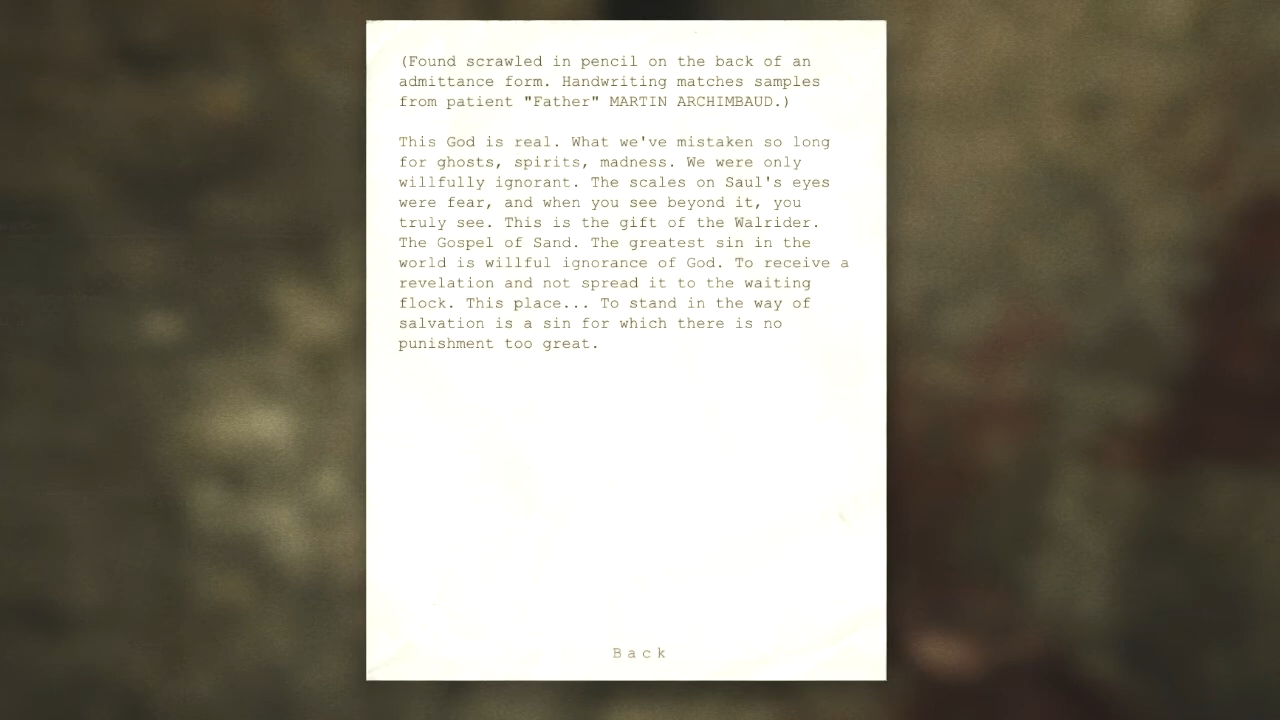 (Found scrawled in pencil on the back of an
admittance form. Handwriting matches samples
from patient "Father" MARTIN ARCHIMBAUD.)
This God is real. What we've mistaken so long
for ghosts, spirits, madness. We were only
willfully ignorant. The scales on Saul's eyes
were fear, and when you see beyond it, you
truly see. This is the gift of the Walrider.
The Gospel of Sand. The greatest sin in the
world is willful ignorance of God. To receive a
revelation and not spread it to the waiting
flock. This place... To stand in the way of
salvation is a sin for which there is no
punishment too great.
Back